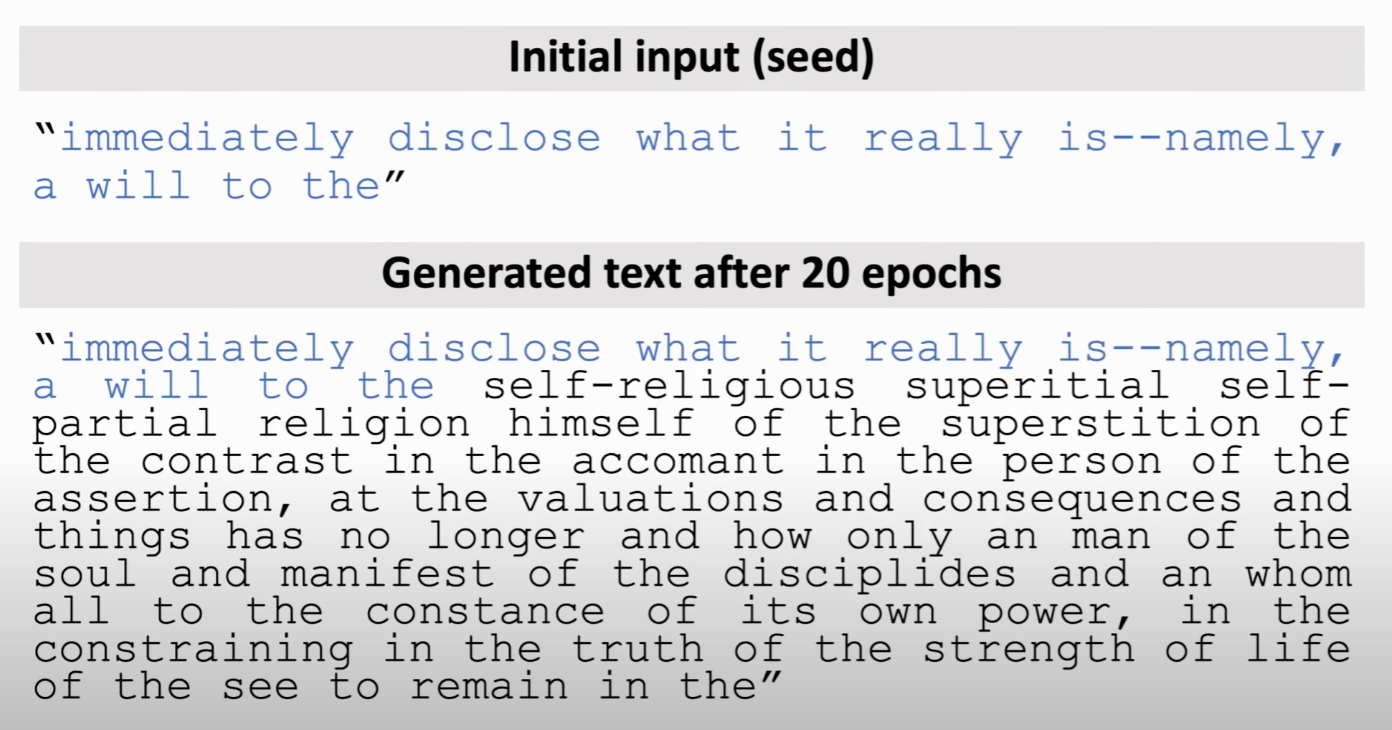 Initial input (seed)
“immediately disclose what it really is--namely,
a will to the”
Generated text after 20 epochs
“immediately disclose what it really is--namely,
a will to the self-religious superitial self-
partial religion himself of the superstition of
the contrast in the accomant in the person of the
assertion, at the valuations and consequences and
things has no longer and how only an man of the
soul and manifest of the disciplides and an whom
all to the constance of its own power, in the
constraining in the truth of the strength of life
of the see to remain in the”